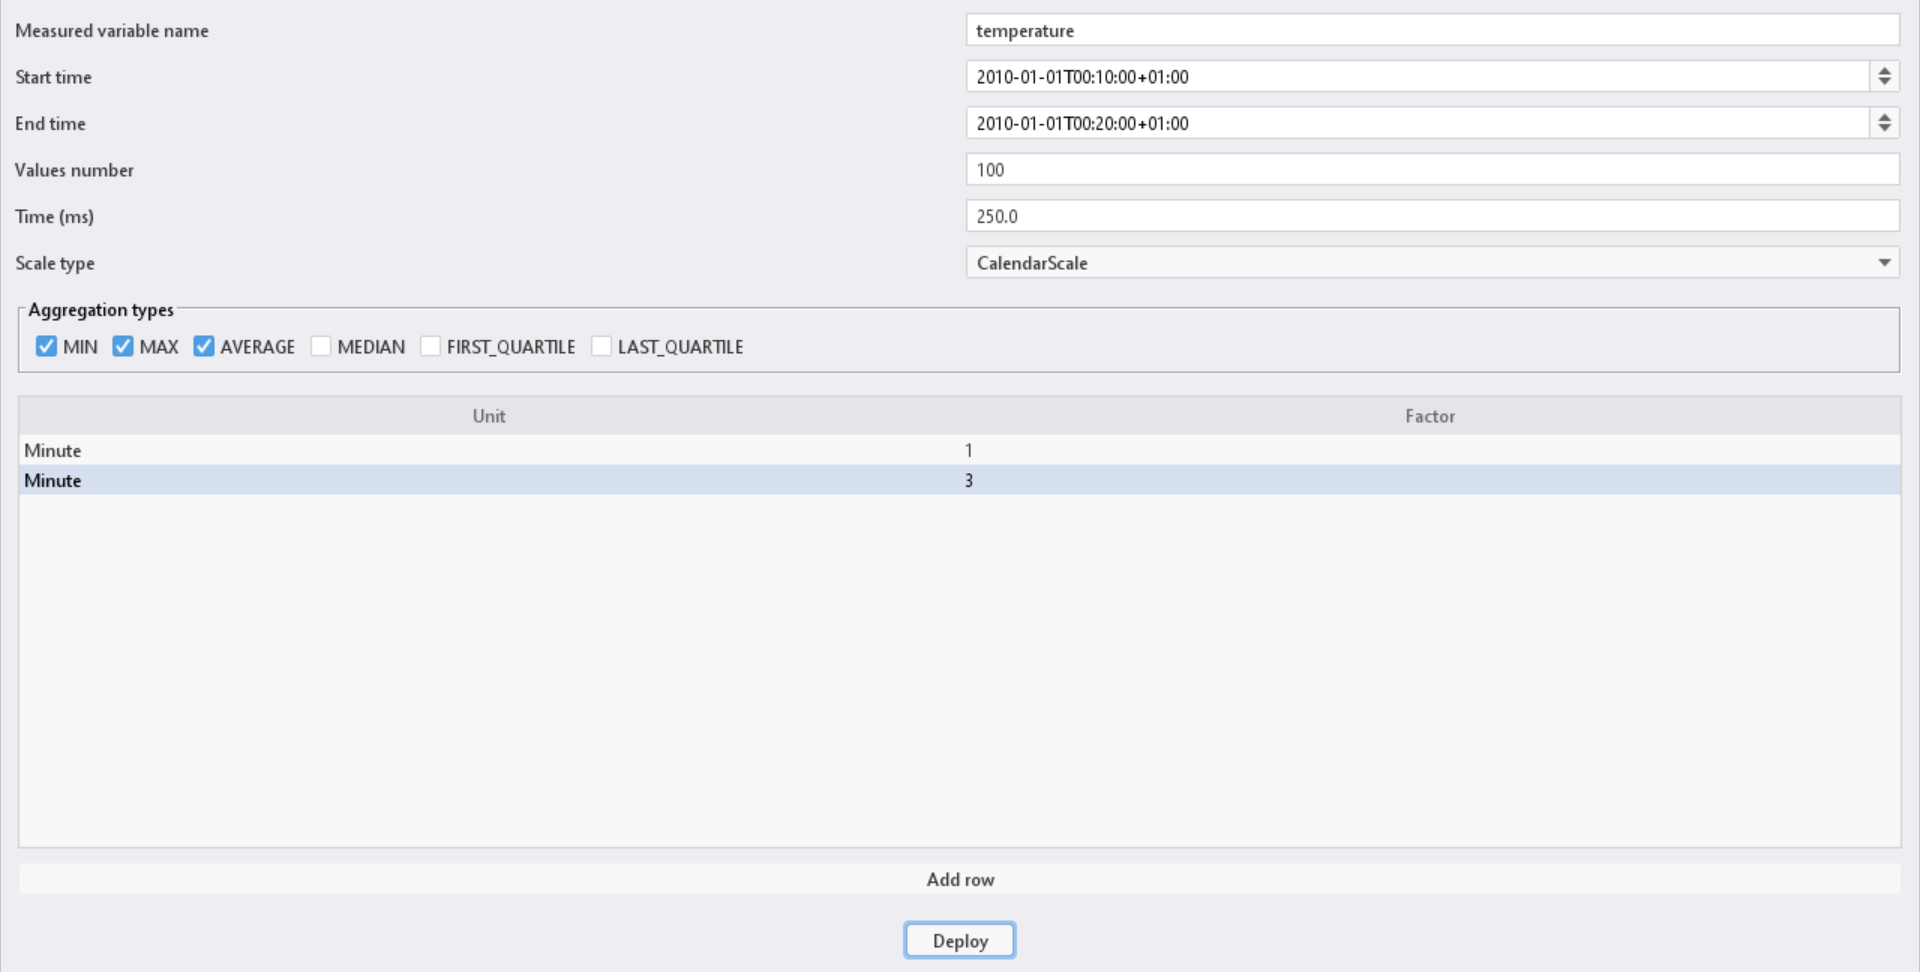 Measured variable name temperature
Start time 2010-01-01T00:10:00+01:00
End time 2010-01-01T00:20:00+01:00
Values number 100
Time (ms) 250.0
Scale type CalendarScale
Aggregation types
MIN MAX AVERAGE MEDIAN FIRST_QUARTILE LAST_QUARTILE
Unit Factor
Minute 1
Minute 3
Add row
Deploy